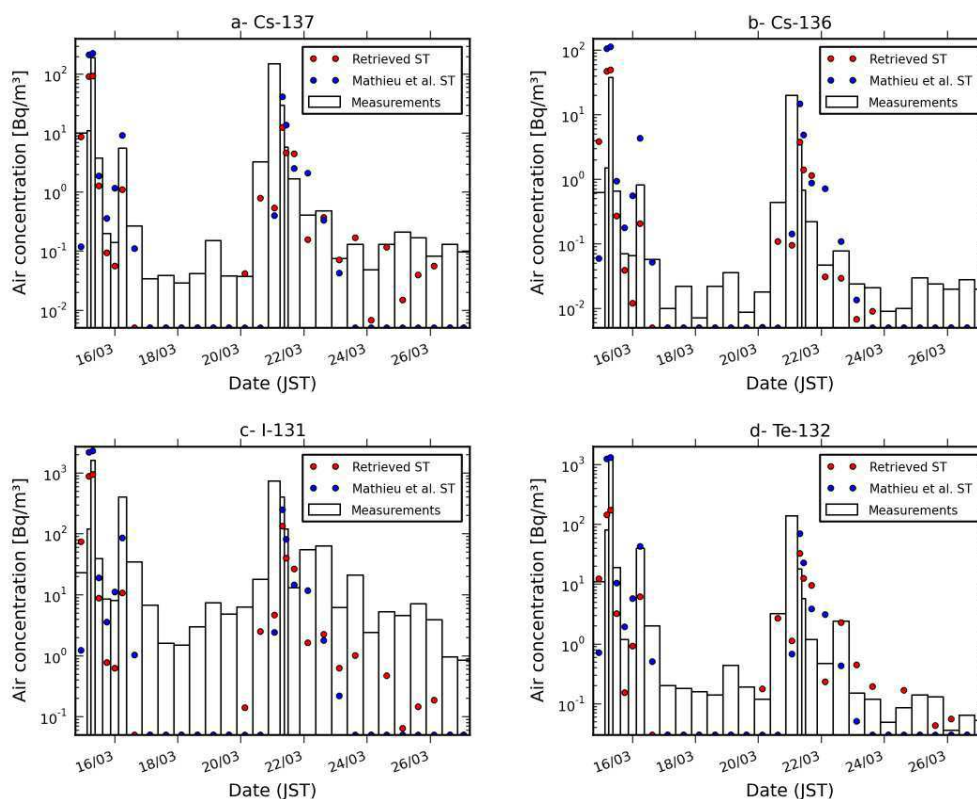 a- Cs-137
Air concentration [Bq/m³]
10²
10¹
10⁰
10⁻¹
10⁻²
Retrieved ST
Mathieu et al. ST
Measurements
16/03
18/03
20/03
22/03
24/03
26/03
Date (JST)
b- Cs-136
Air concentration [Bq/m³]
10²
10¹
10⁰
10⁻¹
10⁻²
Retrieved ST
Mathieu et al. ST
Measurements
16/03
18/03
20/03
22/03
24/03
26/03
Date (JST)
c- I-131
Air concentration [Bq/m³]
10³
10²
10¹
10⁰
10⁻¹
Retrieved ST
Mathieu et al. ST
Measurements
16/03
18/03
20/03
22/03
24/03
26/03
Date (JST)
d- Te-132
Air concentration [Bq/m³]
10³
10²
10¹
10⁰
10⁻¹
Retrieved ST
Mathieu et al. ST
Measurements
16/03
18/03
20/03
22/03
24/03
26/03
Date (JST)